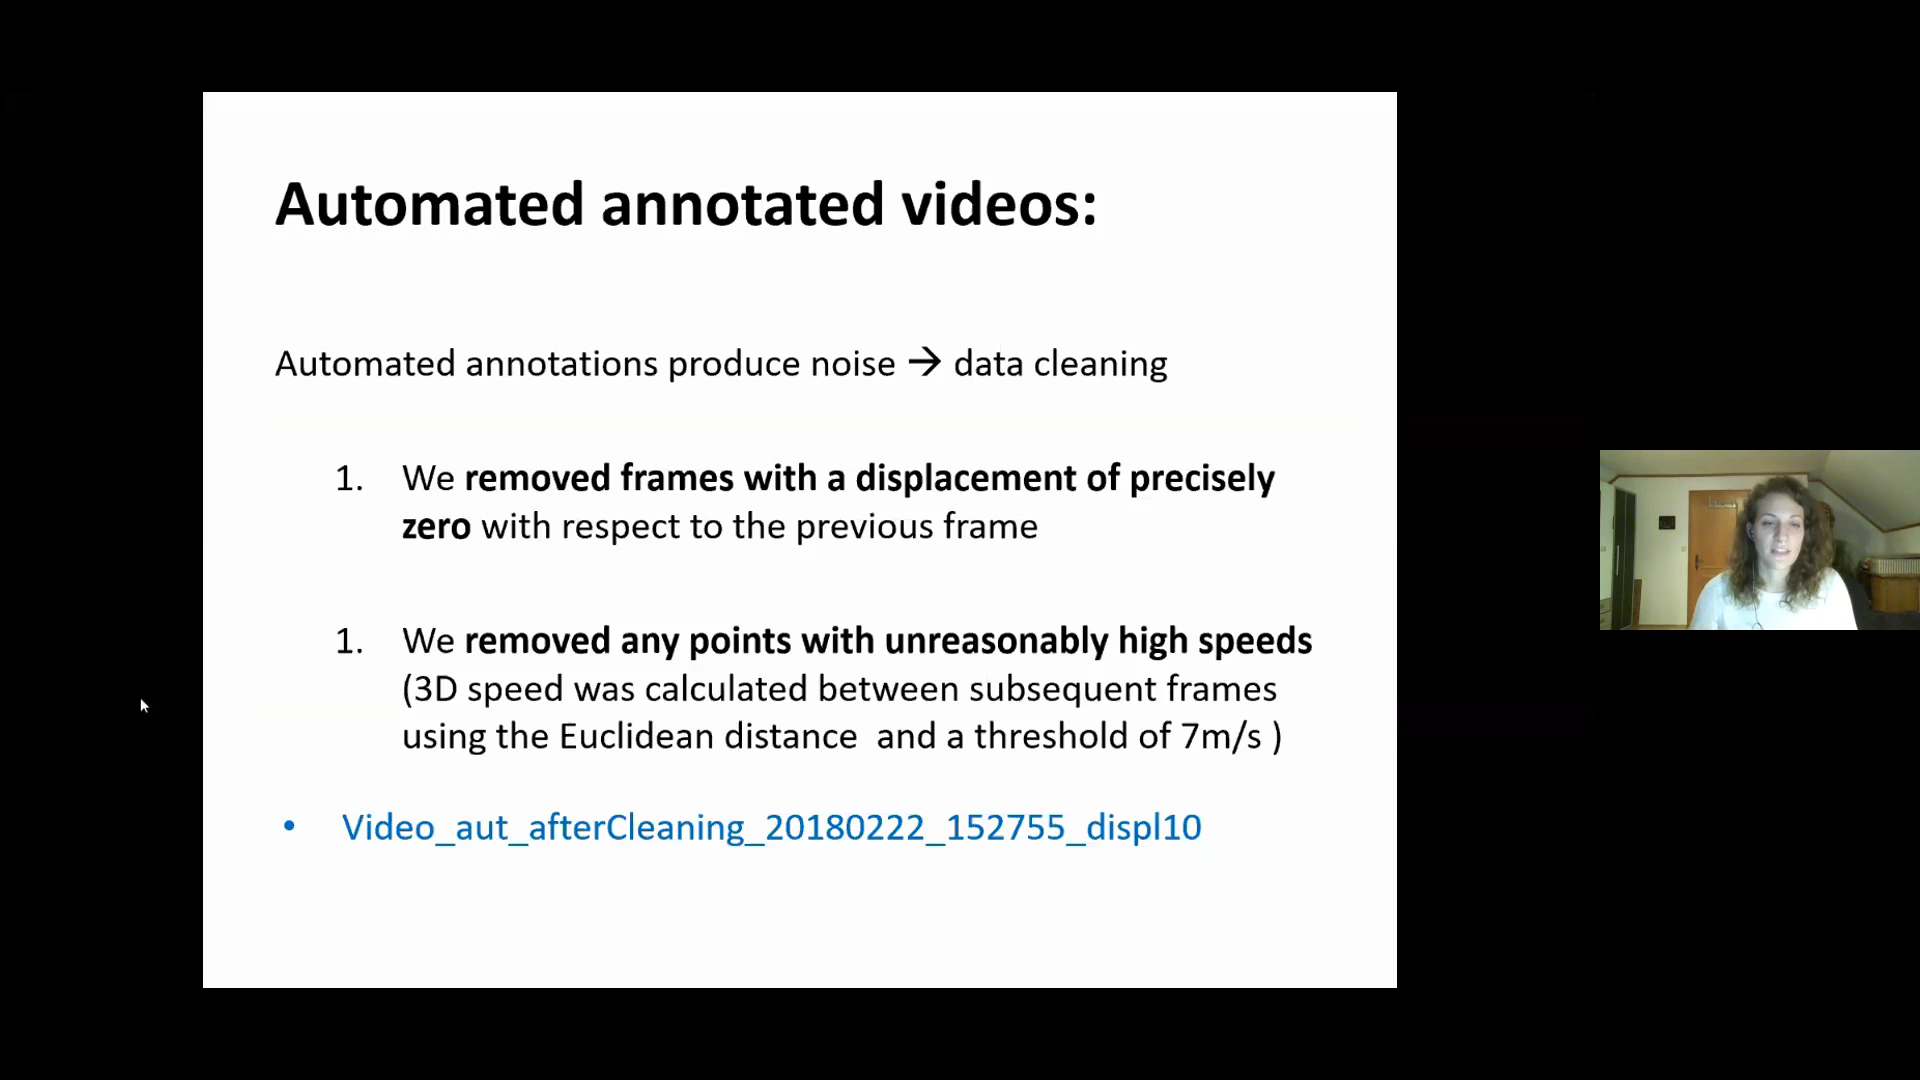 Automated annotated videos:
Automated annotations produce noise → data cleaning
1. We removed frames with a displacement of precisely
zero with respect to the previous frame
1. We removed any points with unreasonably high speeds
(3D speed was calculated between subsequent frames
using the Euclidean distance  and a threshold of 7m/s )
• Video_aut_afterCleaning_20180222_152755_displ10